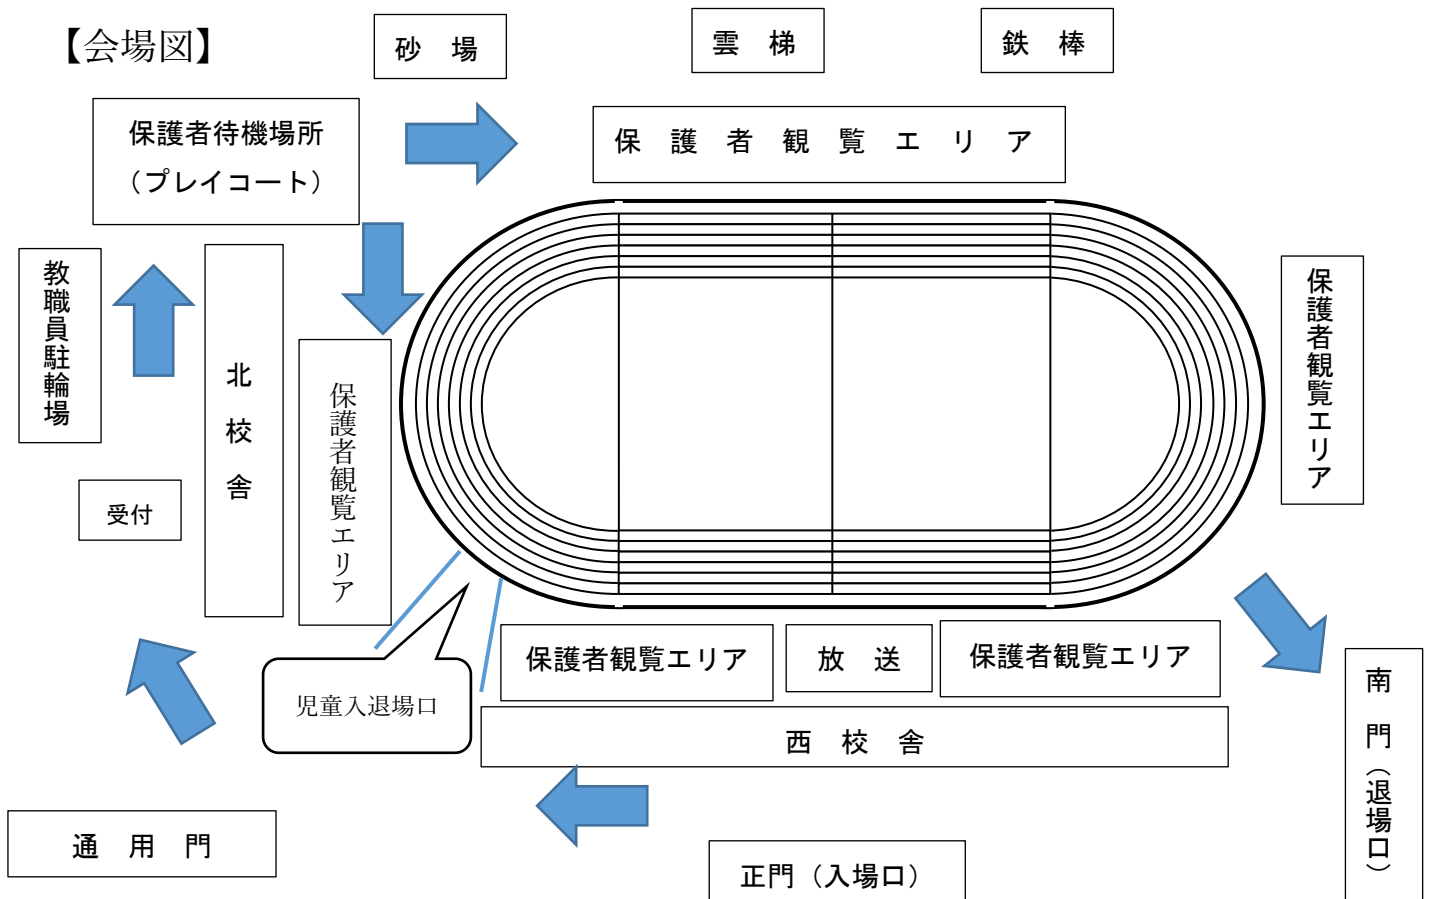 【会場図】
砂 場
雲 梯
鉄 棒
保護者待機場所
（プレイコート）
保 護 者 観 覧 エ リ ア
教職員駐輪場
北校舎
保護者観覧エリア
保護者観覧エリア
受付
保護者観覧エリア
放 送
保護者観覧エリア
児童入退場口
西 校 舎
南門（退場口）
通 用 門
正門（入場口）